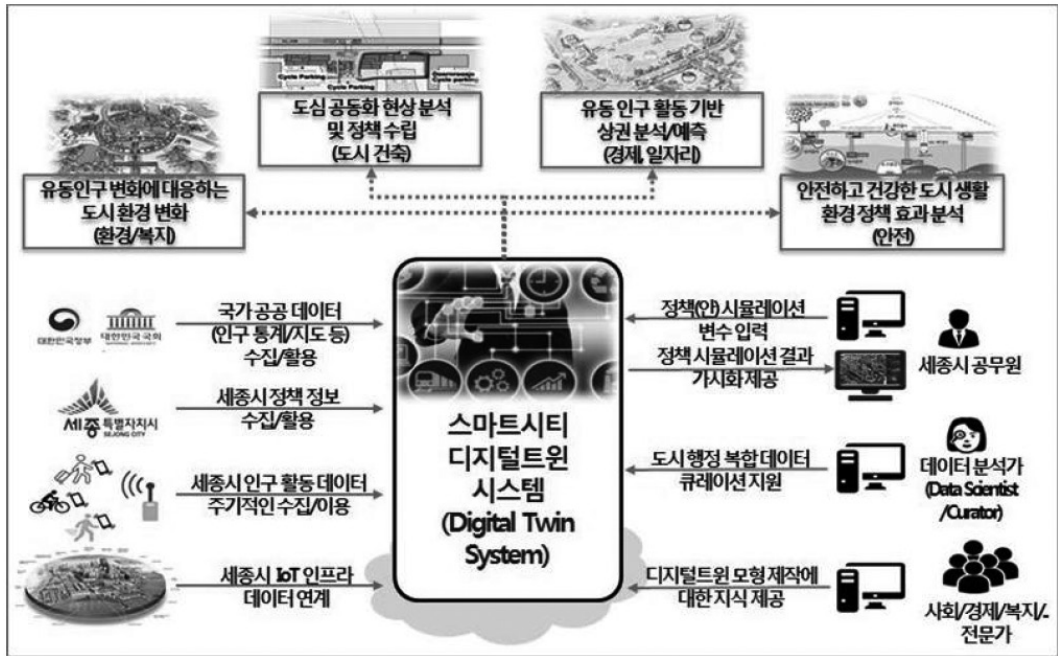 Cycle Parking
Cycle Parking
Cycle parking
도심 공동화 현상 분석
및 정책 수립
(도시 건축)
유동 인구 활동 기반
상권 분석/예측
(경제, 일자리)
유동인구 변화에 대응하는
도시 환경 변화
(환경/복지)
안전하고 건강한 도시 생활
환경 정책 효과 분석
(안전)
대한민국정부
대한민국국회
국가 공공 데이터
(인구 통계/지도 등)
수집/활용
세종특별자치시
SEJONG CITY
세종시 정책 정보
수집/활용
세종시 인구 활동 데이터
주기적인 수집/이용
세종시 IoT 인프라
데이터 연계
스마트시티
디지털트윈
시스템
(Digital Twin
System)
정책(안) 시뮬레이션
변수 입력
정책 시뮬레이션 결과
가시화 제공
세종시 공무원
도시 행정 복합 데이터
큐레이션 지원
데이터 분석가
(Data Scientist
/Curator)
디지털트윈 모형 제작에
대한 지식 제공
사회/경제/복지/..
전문가